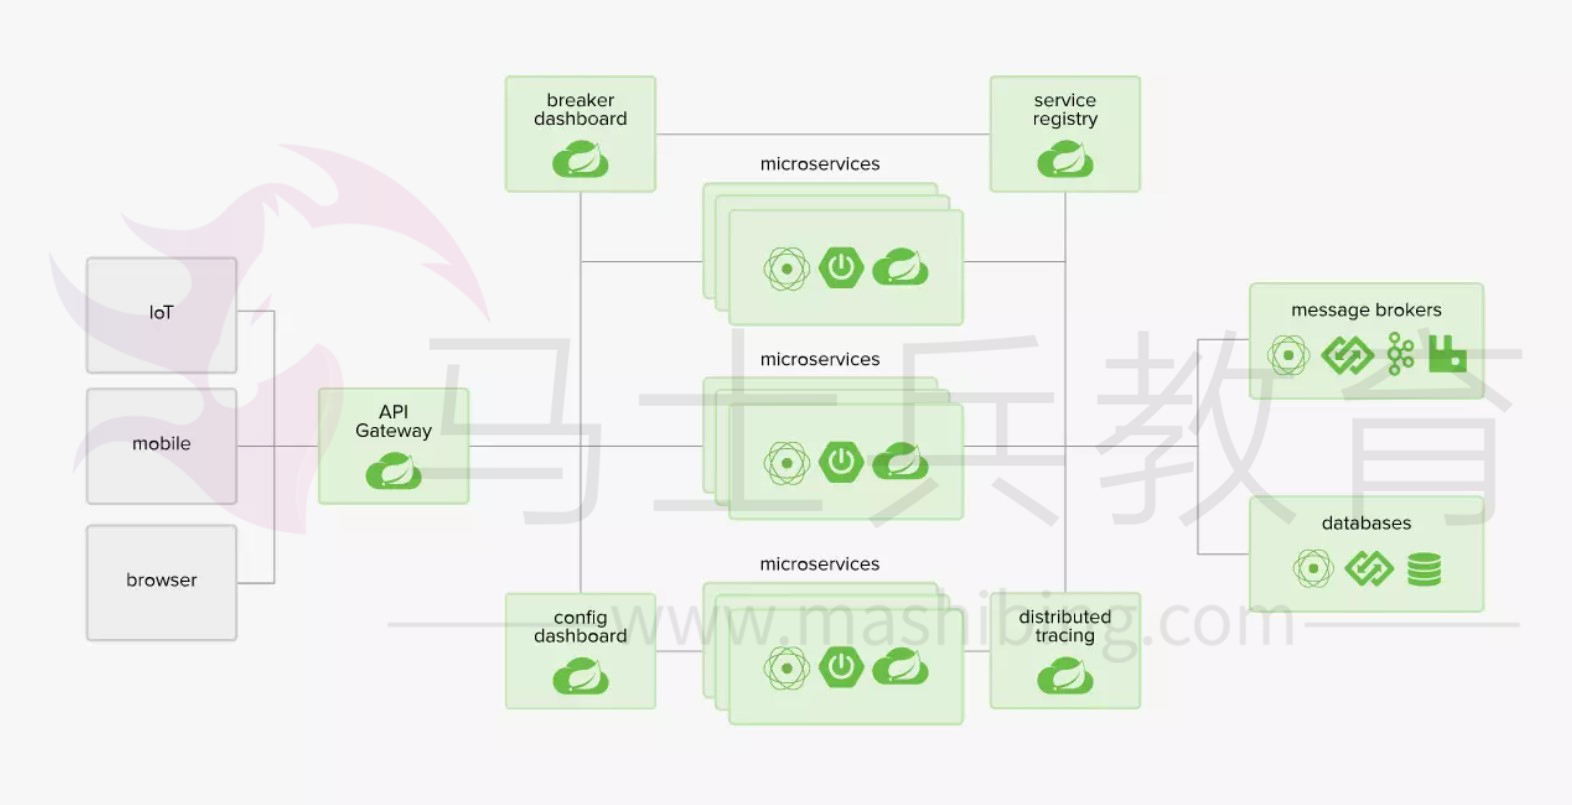 breaker
dashboard
service
registry
microservices
IoT
mobile
browser
API
Gateway
microservices
message brokers
databases
microservices
config
dashboard
distributed
tracing
马士兵教育
www.mashibing.com